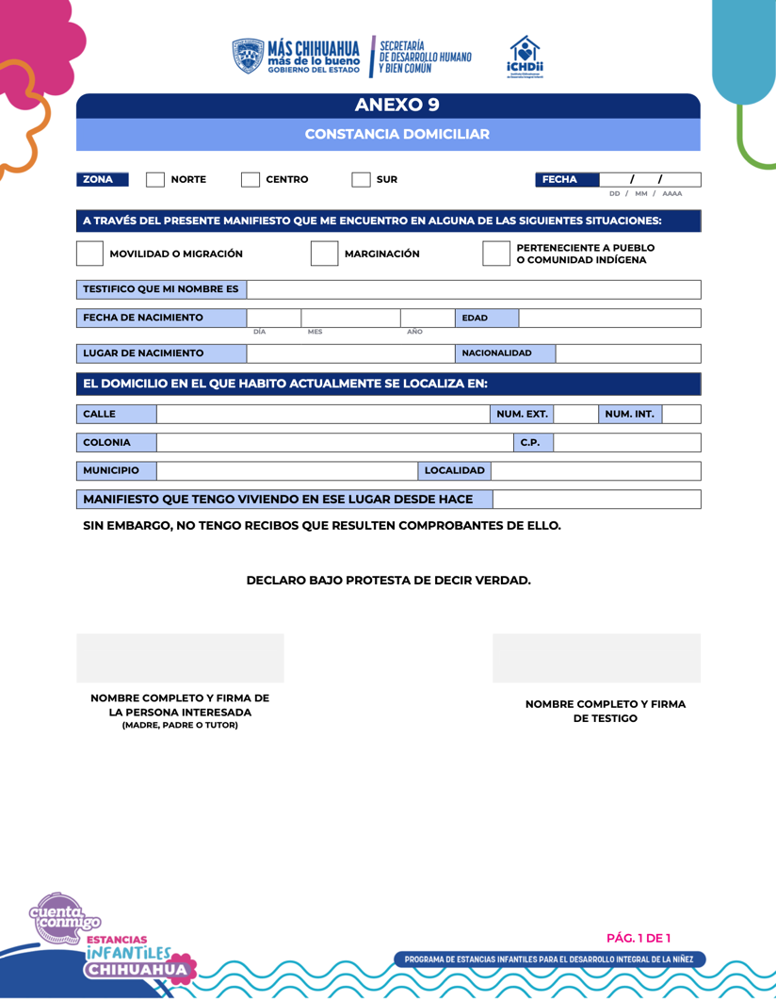 MÁS CHIHUAHUA
más de lo bueno
GOBIERNO DEL ESTADO
SECRETARÍA
DE DESARROLLO HUMANO
Y BIEN COMÚN
iCHDii
ANEXO 9
CONSTANCIA DOMICILIAR
ZONA NORTE CENTRO SUR FECHA / /
DD / MM / AAAA
A TRAVÉS DEL PRESENTE MANIFIESTO QUE ME ENCUENTRO EN ALGUNA DE LAS SIGUIENTES SITUACIONES:
MOVILIDAD O MIGRACIÓN MARGINACIÓN PERTENECIENTE A PUEBLO
O COMUNIDAD INDÍGENA
TESTIFICO QUE MI NOMBRE ES
FECHA DE NACIMIENTO EDAD
DÍA MES AÑO
LUGAR DE NACIMIENTO NACIONALIDAD
EL DOMICILIO EN EL QUE HABITO ACTUALMENTE SE LOCALIZA EN:
CALLE NUM. EXT. NUM. INT.
COLONIA C.P.
MUNICIPIO LOCALIDAD
MANIFIESTO QUE TENGO VIVIENDO EN ESE LUGAR DESDE HACE
SIN EMBARGO, NO TENGO RECIBOS QUE RESULTEN COMPROBANTES DE ELLO.
DECLARO BAJO PROTESTA DE DECIR VERDAD.
NOMBRE COMPLETO Y FIRMA DE
LA PERSONA INTERESADA
(MADRE, PADRE O TUTOR)
NOMBRE COMPLETO Y FIRMA
DE TESTIGO
cuenta
conmigo
ESTANCIAS
iNFANTiLES
CHIHUAHUA
PÁG. 1 DE 1
PROGRAMA DE ESTANCIAS INFANTILES PARA EL DESARROLLO INTEGRAL DE LA NIÑEZ